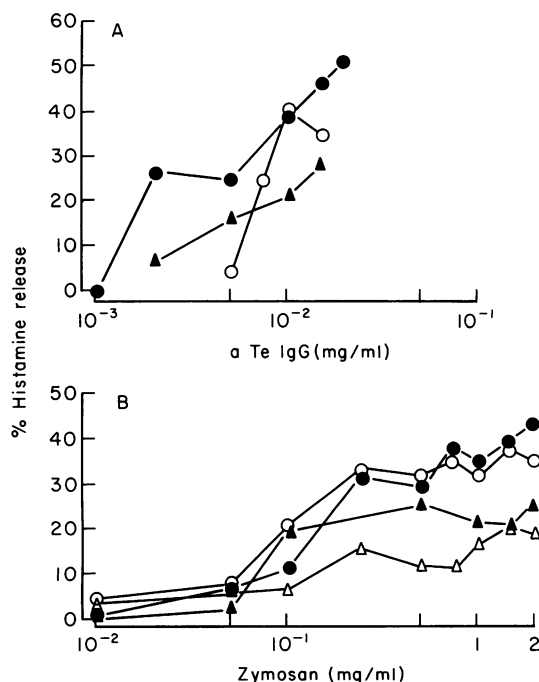 A
60
50
40
30
20
10
0
10⁻³ 10⁻² 10⁻¹
a Te IgG (mg/ml)
% Histamine release
B
50
40
30
20
10
0
10⁻² 10⁻¹ 1 2
Zymosan (mg/ml)